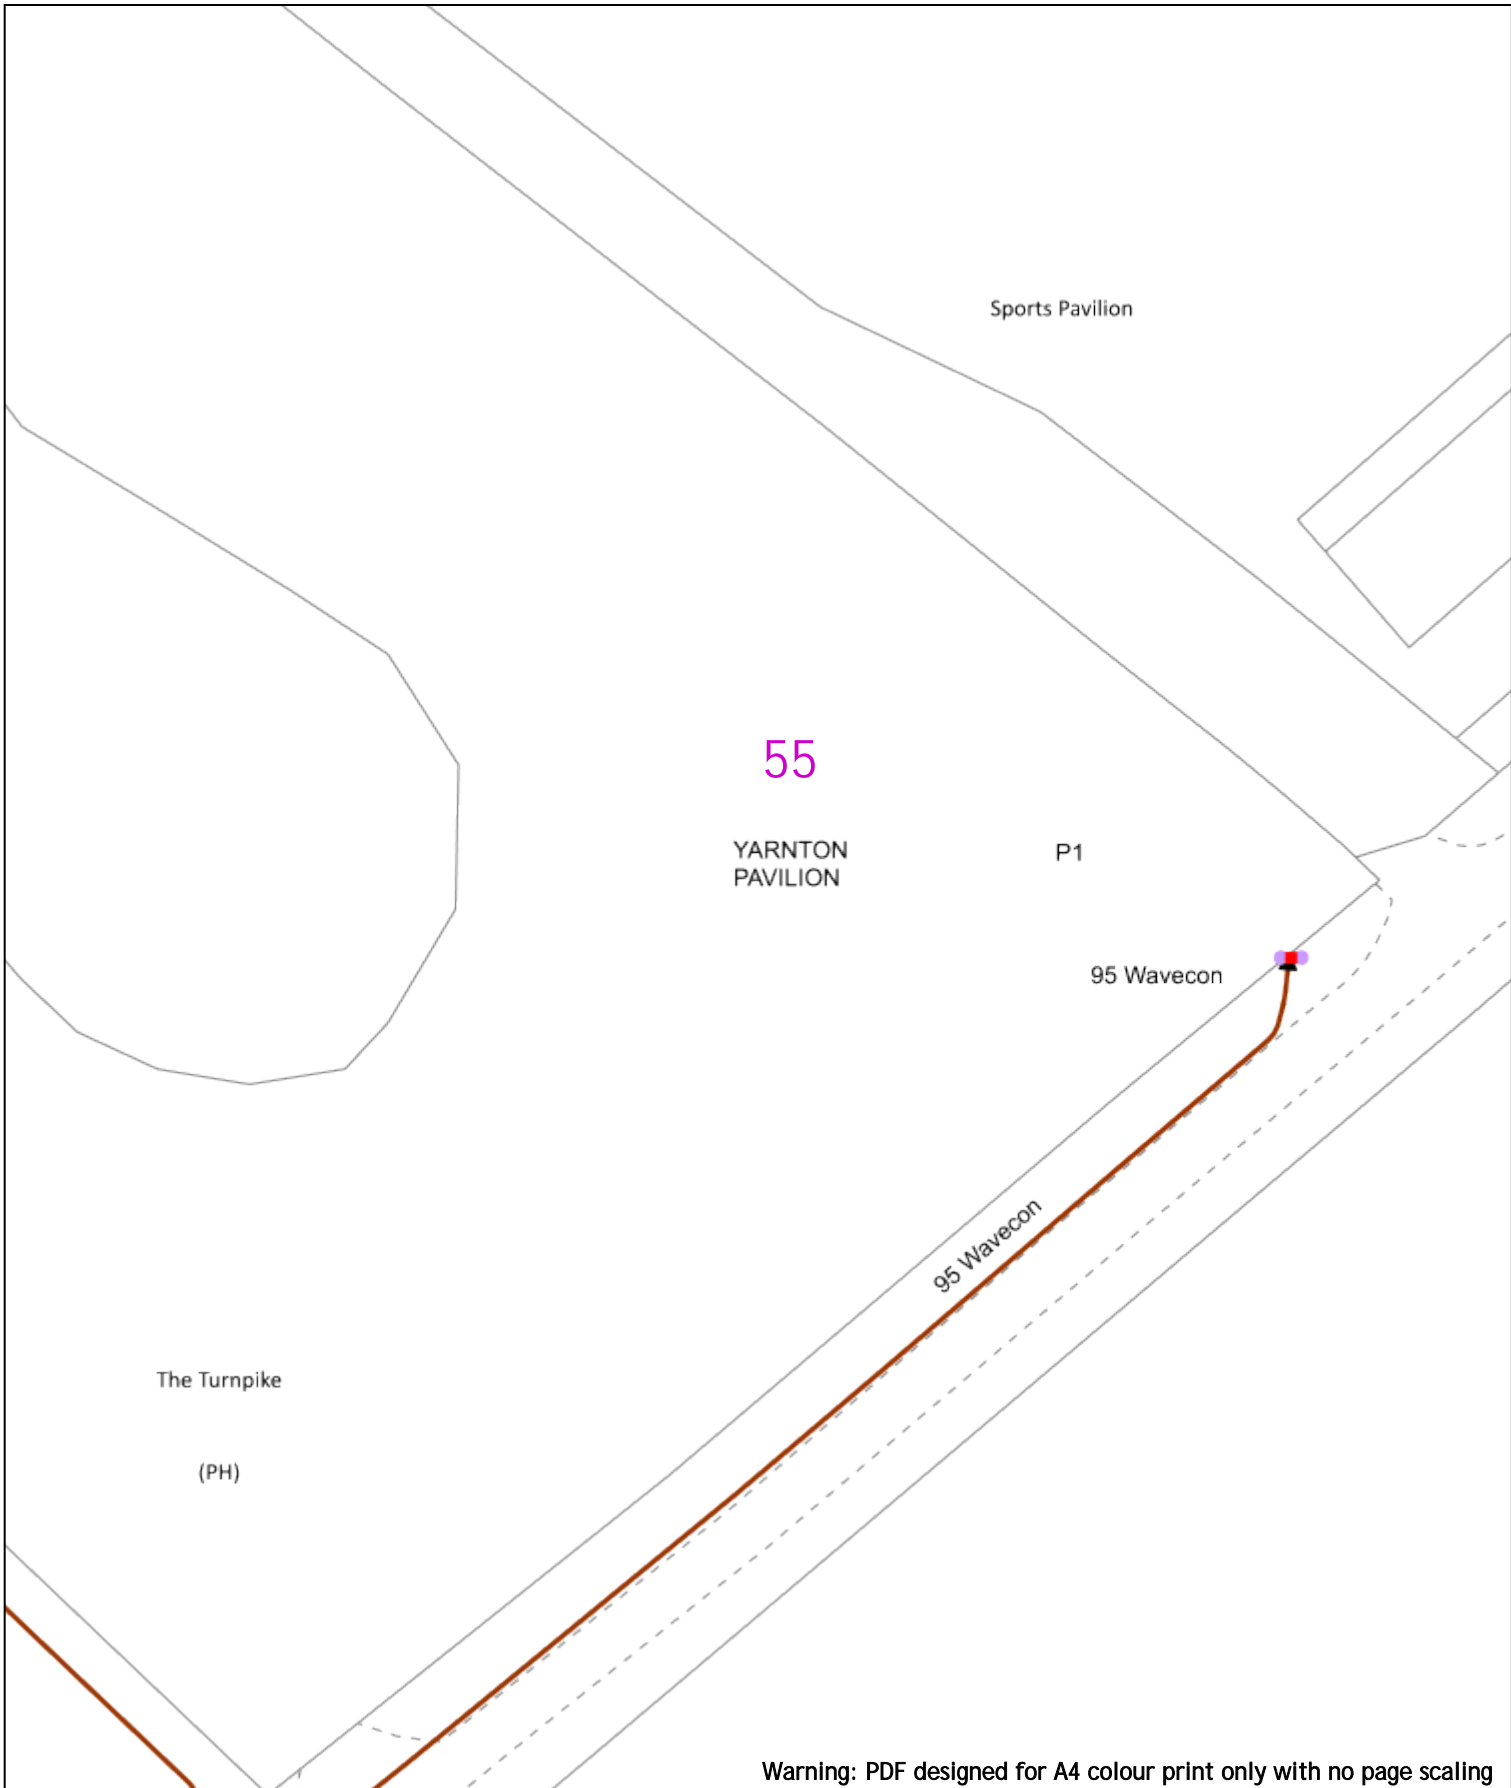 Sports Pavilion
55
YARNTON
PAVILION
P1
95 Wavecon
95 Wavecon
The Turnpike
(PH)
Warning: PDF designed for A4 colour print only with no page scaling